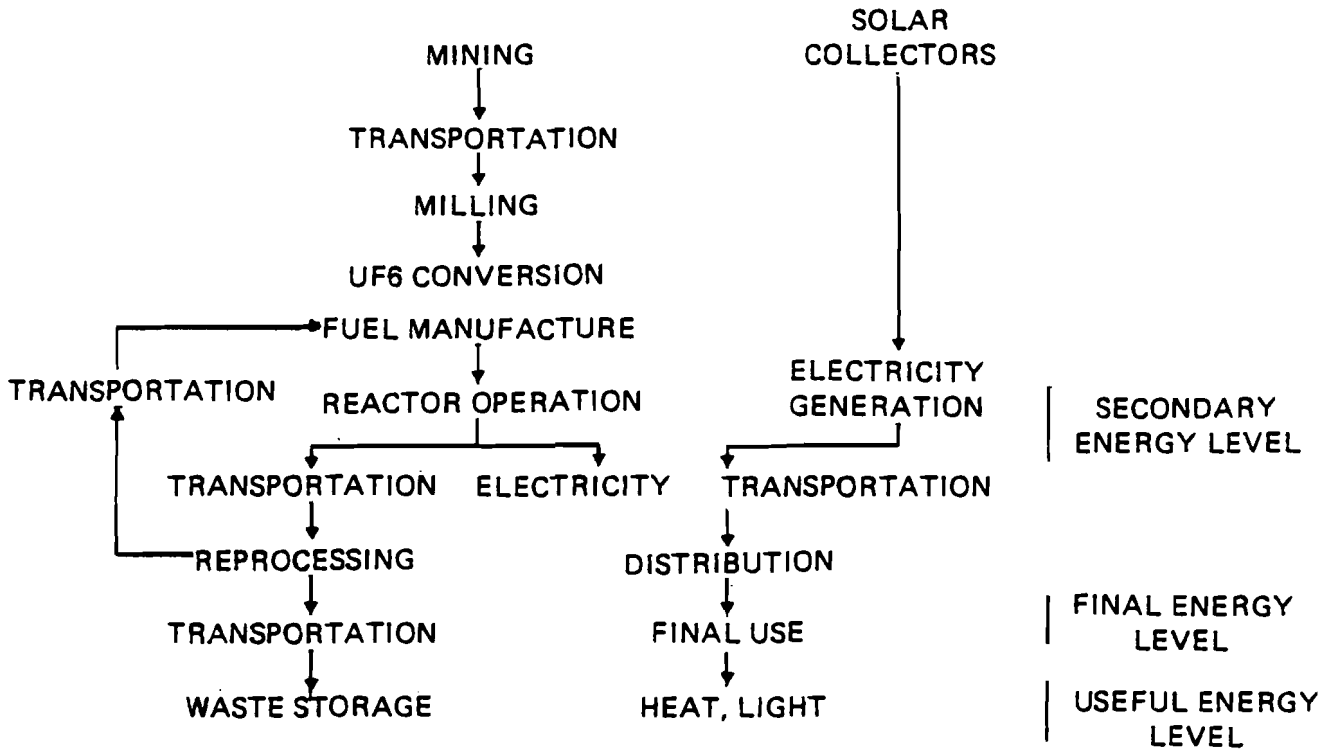 SOLAR
COLLECTORS
MINING
TRANSPORTATION
MILLING
UF6 CONVERSION
FUEL MANUFACTURE
TRANSPORTATION
REACTOR OPERATION
ELECTRICITY
GENERATION
SECONDARY
ENERGY LEVEL
TRANSPORTATION
ELECTRICITY
TRANSPORTATION
REPROCESSING
DISTRIBUTION
TRANSPORTATION
FINAL USE
FINAL ENERGY
LEVEL
WASTE STORAGE
HEAT, LIGHT
USEFUL ENERGY
LEVEL